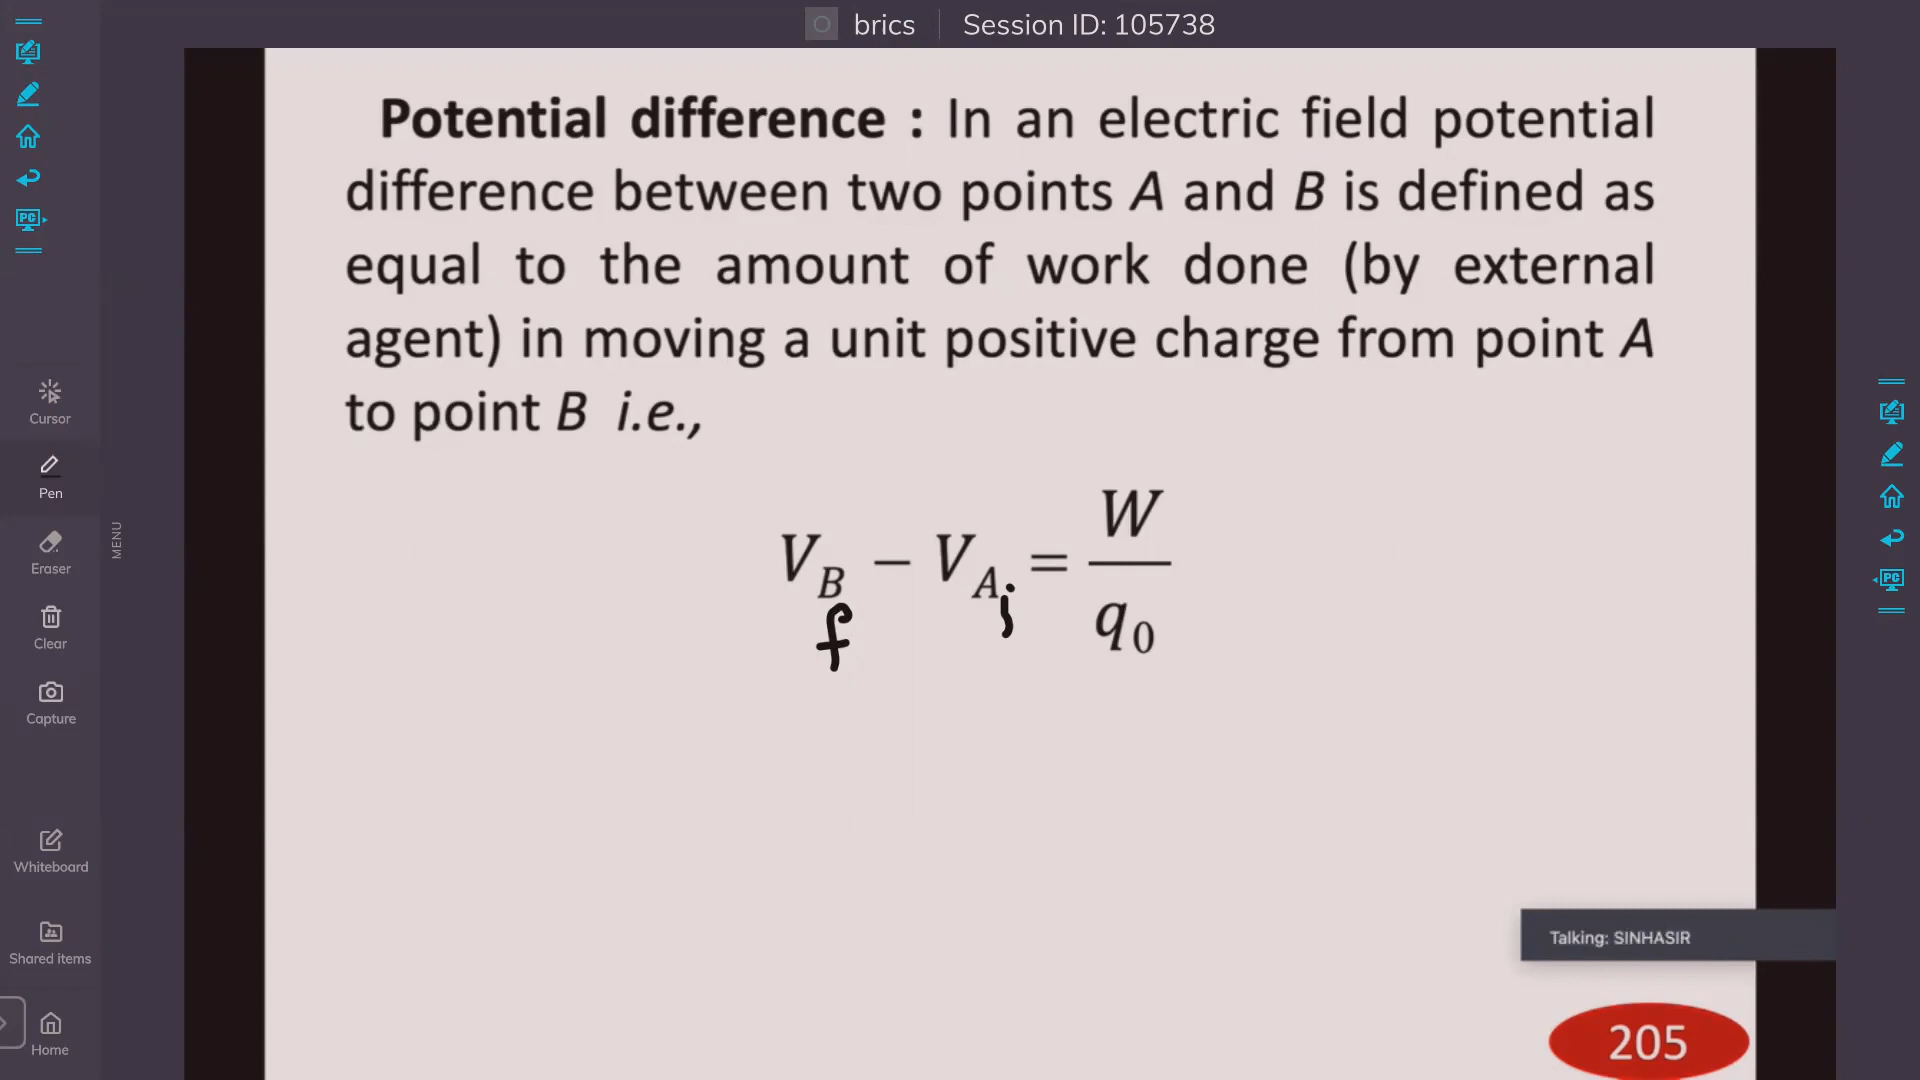 brics Session ID: 105738
Potential difference : In an electric field potential
difference between two points A and B is defined as
equal to the amount of work done (by external
agent) in moving a unit positive charge from point A
to point B i.e.,
V_B − V_A = W/q_0
f i
PC
Cursor
Pen
MENU
Eraser
Clear
Capture
Whiteboard
Shared items
Home
PC
Talking: SINHASIR
205